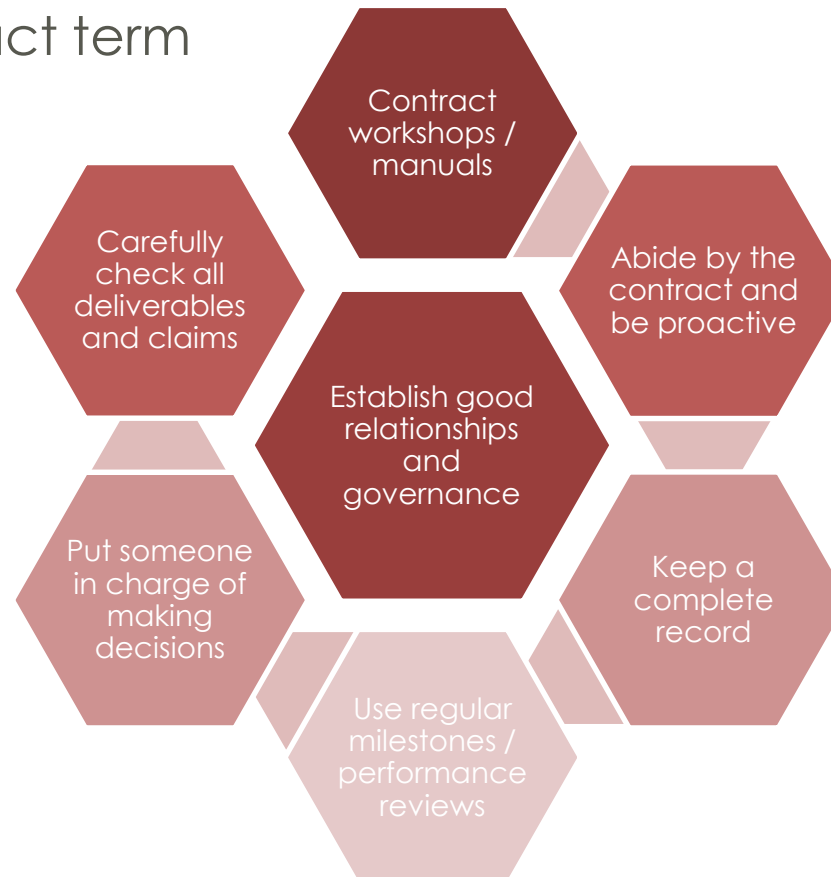 act term
Contract
workshops /
manuals
Abide by the
contract and
be proactive
Keep a
complete
record
Use regular
milestones /
performance
reviews
Put someone
in charge of
making
decisions
Carefully
check all
deliverables
and claims
Establish good
relationships
and
governance